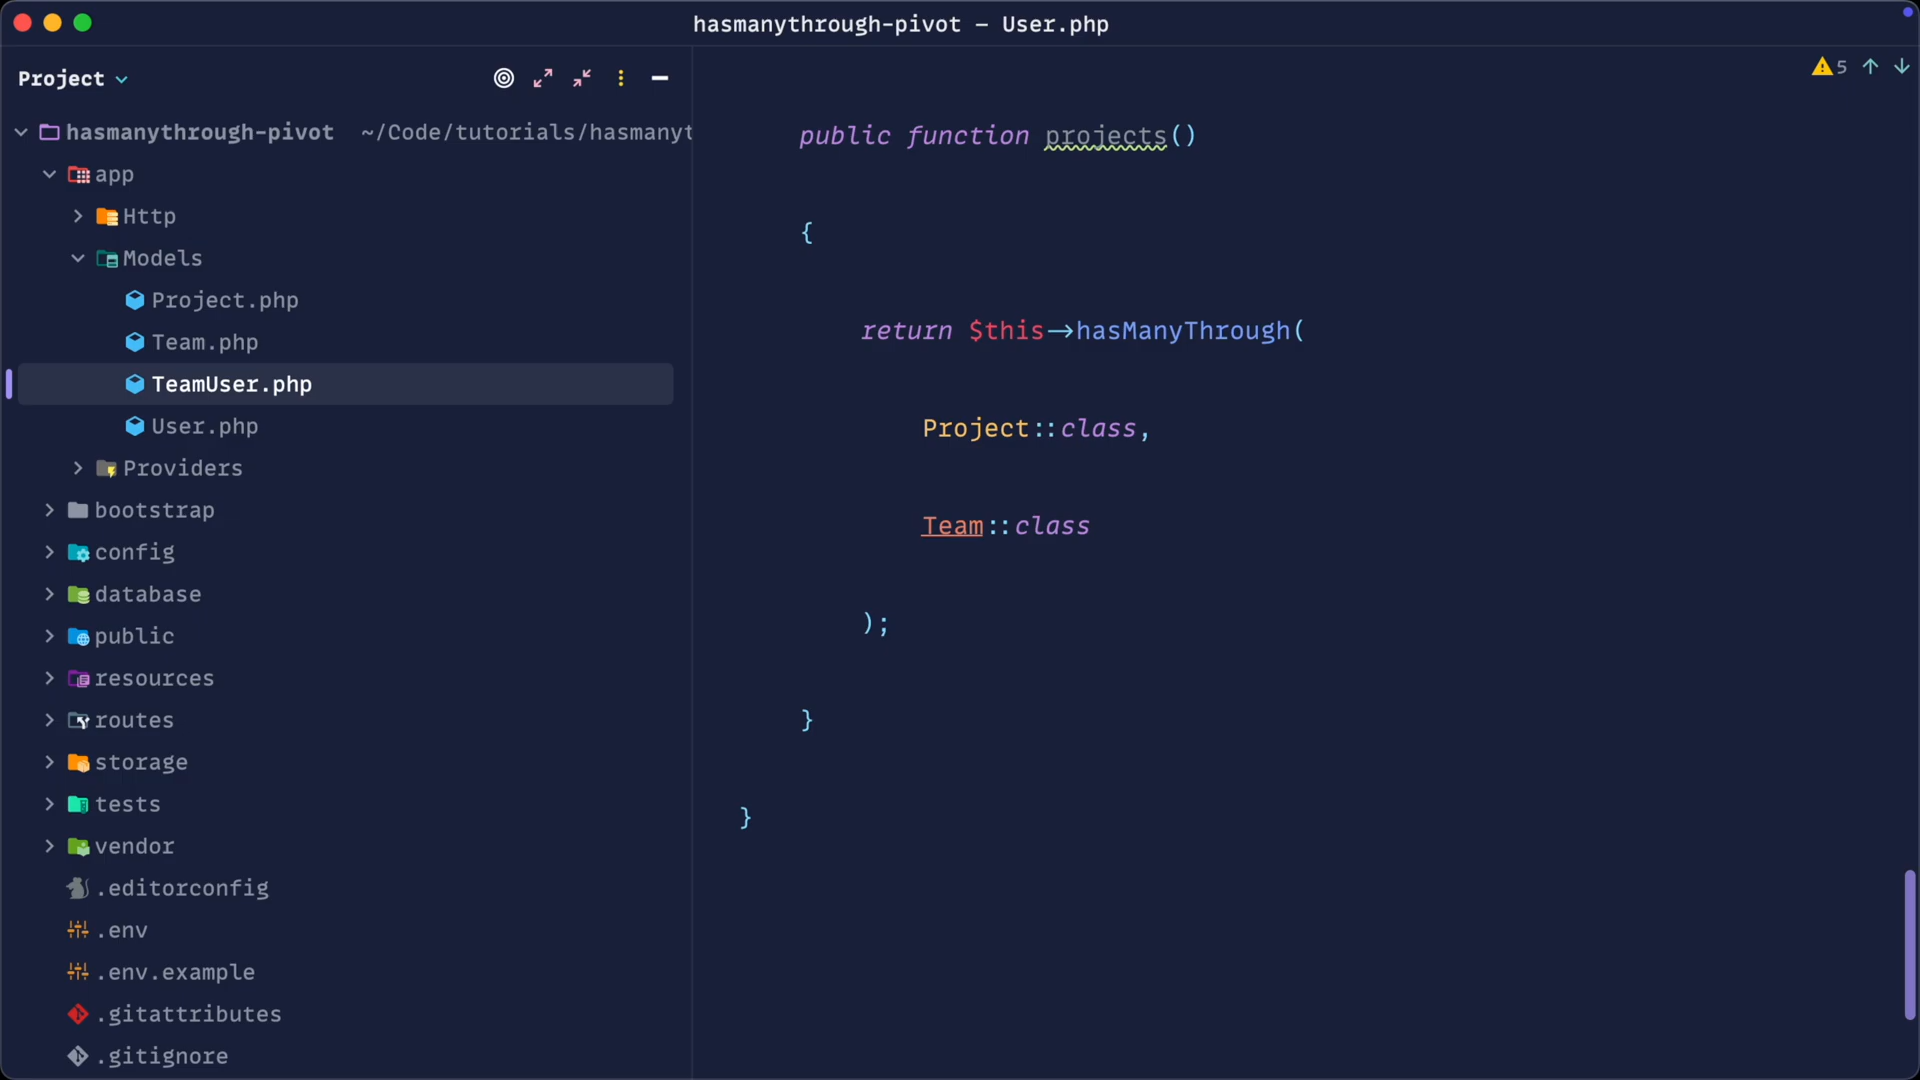 hasmanythrough-pivot – User.php
Project
hasmanythrough-pivot ~/Code/tutorials/hasmanyt
app
Http
Models
Project.php
Team.php
TeamUser.php
User.php
Providers
bootstrap
config
database
public
resources
routes
storage
tests
vendor
.editorconfig
.env
.env.example
.gitattributes
.gitignore
5
public function projects()
{
return $this->hasManyThrough(
Project::class,
Team::class
);
}
}